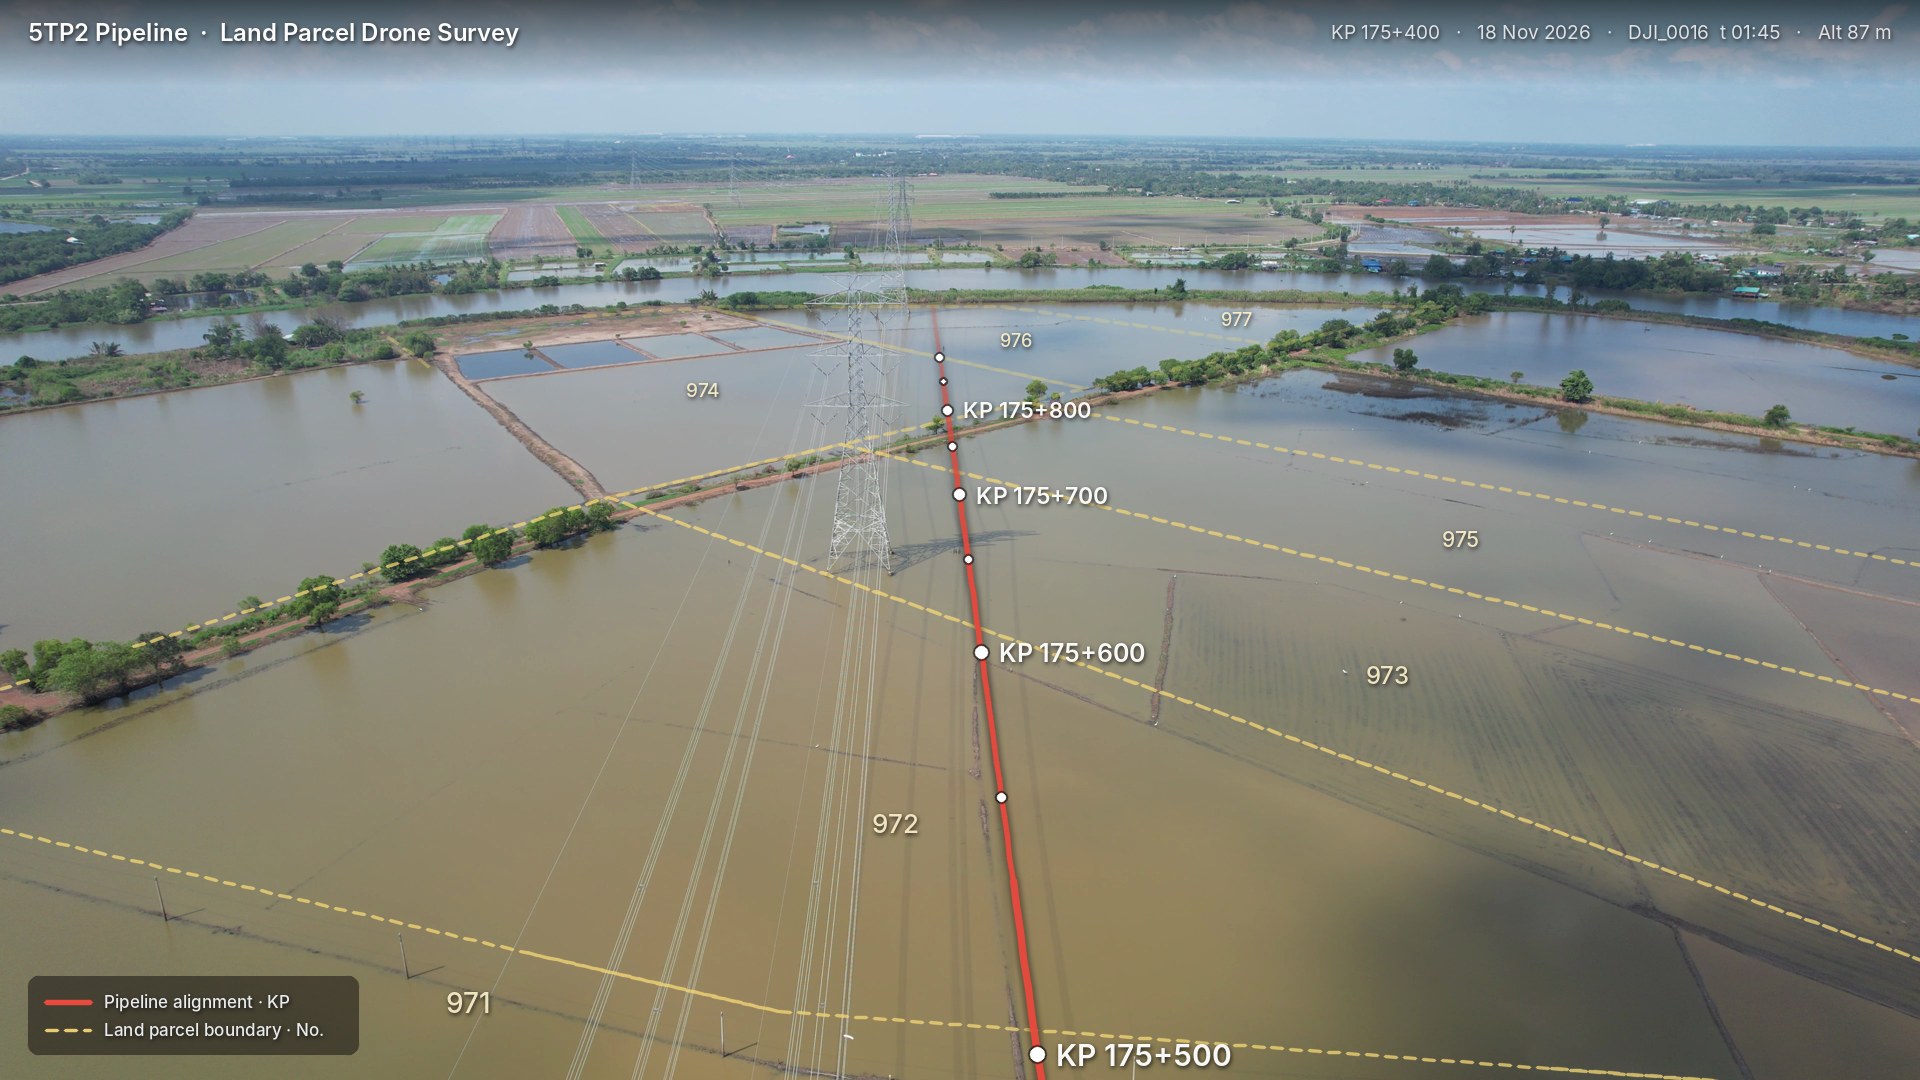 5TP2 Pipeline · Land Parcel Drone Survey
KP 175+400 · 18 Nov 2026 · DJI_0016 t 01:45 · Alt 87 m
977
976
974
KP 175+800
KP 175+700
975
KP 175+600
973
972
971
Pipeline alignment · KP
Land parcel boundary · No.
KP 175+500